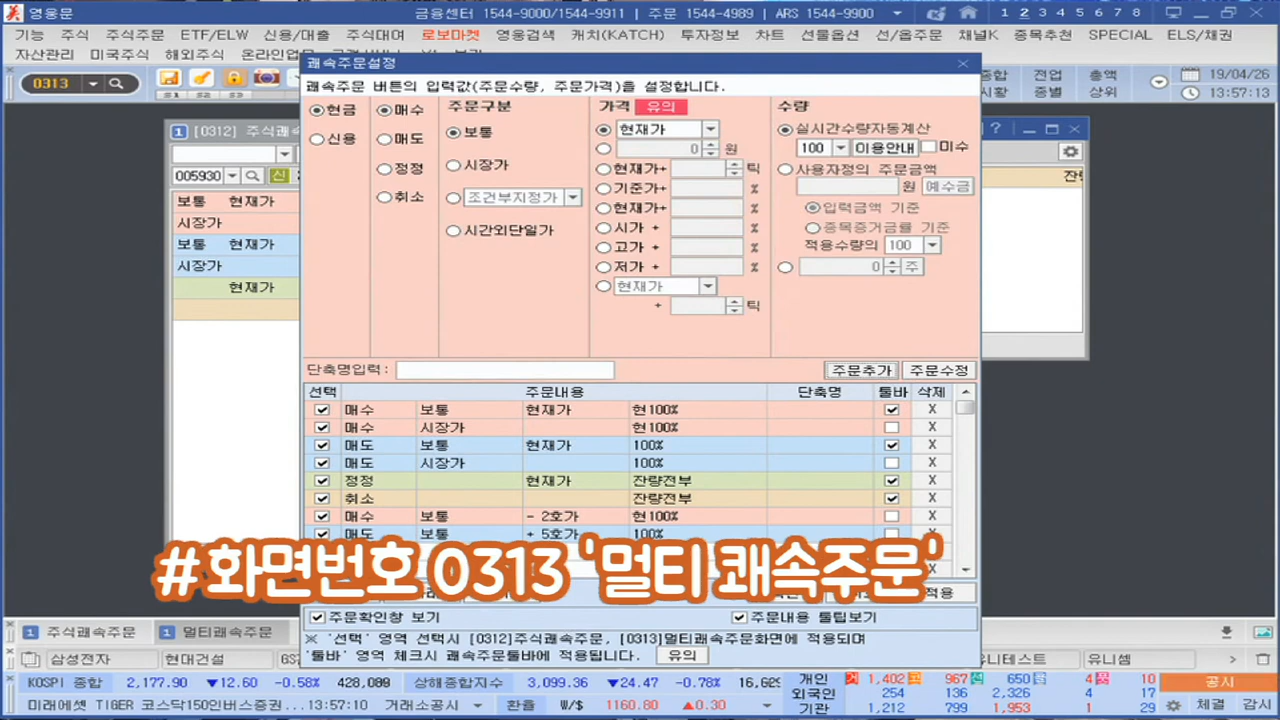 영웅문 금융센터 1544-9000/1544-9911 | 주문 1544-4989 | ARS 1544-9900 1 2 3 4 5 6 7 8
기능 주식 주식주문 ETF/ELW 신용/대출 주식대여 로보마켓 영웅검색 캐치(KATCH) 투자정보 차트 선물옵션 선/옵주문 채널K 종목추천 SPECIAL ELS/채권
자산관리 미국주식 해외주식
0313 S1 S2 S3 전업 총액 19/04/26
종별 상위 13:57:13
쾌속주문설정
쾌속주문 버튼의 입력값(주문수량, 주문가격)을 설정합니다.
1 [0312] 주식쾌속
005930 신
보통 현재가
시장가
보통 현재가
시장가
현재가
현금 매수 주문구분 가격 유의 수량
신용 매도 보통 현재가 실시간수량자동계산
0 원 100 이용안내 미수
정정 시장가 현재가+ 틱 사용자정의 주문금액
기준가+ % 원 예수금
취소 조건부지정가 현재가+ % 입력금액 기준
시간외단일가 시가 + % 종목증거금률 기준
고가 + % 적용수량의 100
저가 + % 0 주
현재가
+ 틱
단축명입력: 주문추가 주문수정
선택 주문내용 단축명 툴바 삭제
매수 보통 현재가 현100% X
매수 시장가 현100% X
매도 보통 현재가 100% X
매도 시장가 100% X
정정 현재가 잔량전부 X
취소 잔량전부 X
매수 보통 - 2호가 현100% X
매도 보통 + 5호가 100%
#화면번호 0313 '멀티 쾌속주문'
적용
주문확인창 보기 주문내용 툴팁보기
※ '선택' 영역 선택시 [0312]주식쾌속주문, [0313]멀티쾌속주문화면에 적용되며
'툴바' 영역 체크시 쾌속주문툴바에 적용됩니다. 유의
1 주식쾌속주문 1 멀티쾌속주문
삼성전자 현대건설 유니테스트 유니셈
KOSPI 종합 2,177.90 ▼12.60 -0.58% 428,089 상해종합지수 3,099.36 ▼24.47 -0.78% 16,629
개인 1,402 967 650 4 10 공시
외국인 254 136 2,326 4 17
기관 1,212 799 1,953 1 29
미래에셋 TIGER 코스닥150인버스증권...13:57:10 거래소공시 환율 W/$ 1160.80 ▲0.30 체결 감시